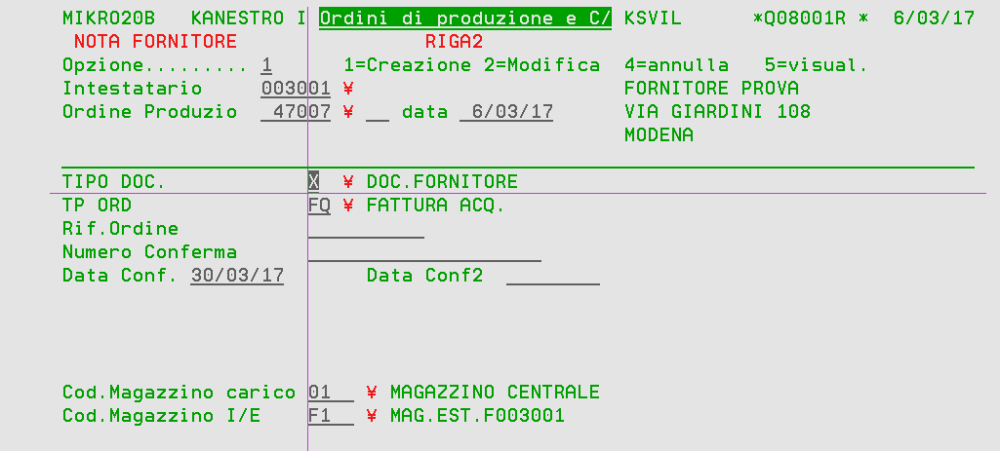 MIKRO20B KANESTRO I Ordini di produzione e C/ KSVIL *Q08001R * 6/03/17
NOTA FORNITORE RIGA2
Opzione......... 1 1=Creazione 2=Modifica 4=annulla 5=visual.
Intestatario 003001 ¥ FORNITORE PROVA
Ordine Produzio 47007 ¥ __ data 6/03/17 VIA GIARDINI 108
MODENA
TIPO DOC. X ¥ DOC.FORNITORE
TP ORD FQ ¥ FATTURA ACQ.
Rif.Ordine
Numero Conferma
Data Conf. 30/03/17 Data Conf2
Cod.Magazzino carico 01 ¥ MAGAZZINO CENTRALE
Cod.Magazzino I/E F1 ¥ MAG.EST.F003001